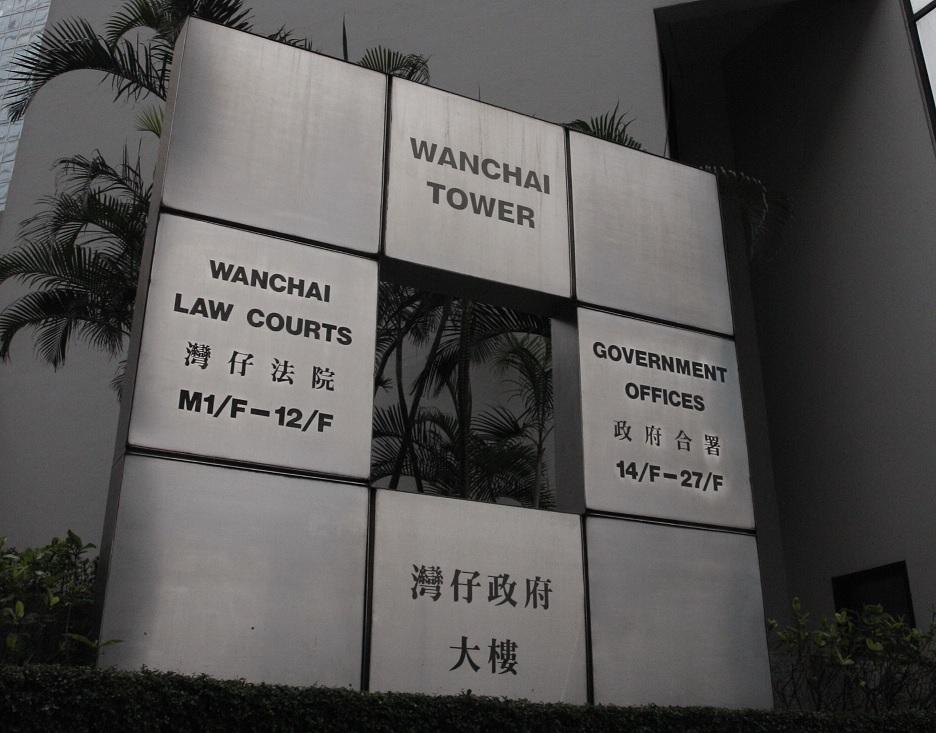 WANCHAI
TOWER
WANCHAI
LAW COURTS
灣仔法院
M1/F-12/F
GOVERNMENT
OFFICES
政府合署
14/F-27/F
灣仔政府
大樓